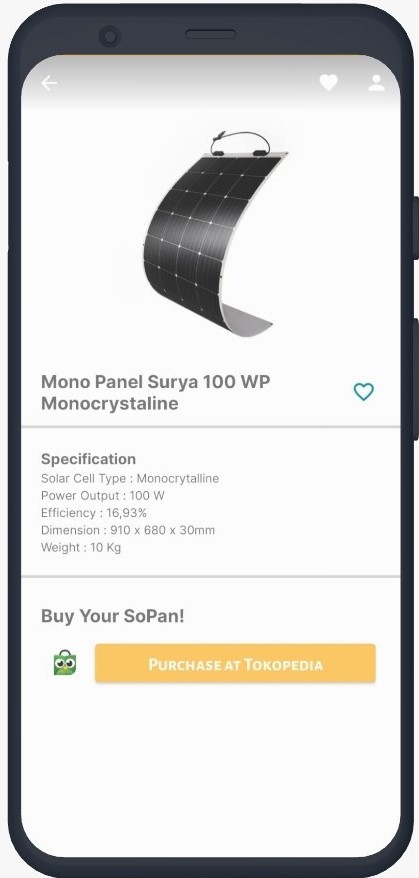 Mono Panel Surya 100 WP
Monocrystaline
Specification
Solar Cell Type : Monocrytalline
Power Output : 100 W
Efficiency : 16,93%
Dimension : 910 x 680 x 30mm
Weight : 10 Kg
Buy Your SoPan!
Purchase at Tokopedia